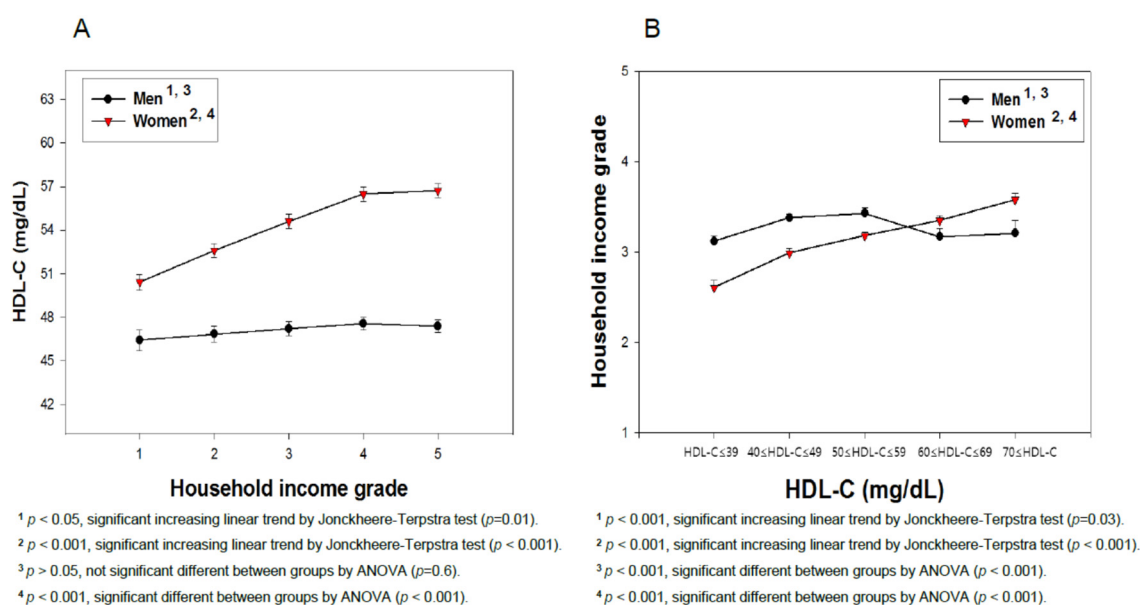 A
Men 1, 3
Women 2, 4
HDL-C (mg/dL)
63
60
57
54
51
48
45
42
1 2 3 4 5
Household income grade
1 p < 0.05, significant increasing linear trend by Jonckheere-Terpstra test (p=0.01).
2 p < 0.001, significant increasing linear trend by Jonckheere-Terpstra test (p < 0.001).
3 p > 0.05, not significant different between groups by ANOVA (p=0.6).
4 p < 0.001, significant different between groups by ANOVA (p < 0.001).
B
Men 1, 3
Women 2, 4
Household income grade
5
4
3
2
1
HDL-C≤39 40≤HDL-C≤49 50≤HDL-C≤59 60≤HDL-C≤69 70≤HDL-C
HDL-C (mg/dL)
1 p < 0.001, significant increasing linear trend by Jonckheere-Terpstra test (p=0.03).
2 p < 0.001, significant increasing linear trend by Jonckheere-Terpstra test (p < 0.001).
3 p < 0.001, significant different between groups by ANOVA (p < 0.001).
4 p < 0.001, significant different between groups by ANOVA (p < 0.001).